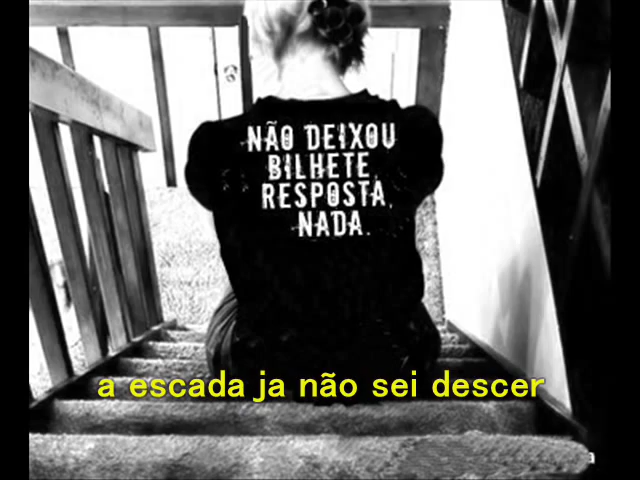 NÃO DEIXOU
BILHETE,
RESPOSTA,
NADA.
a escada ja não sei descer